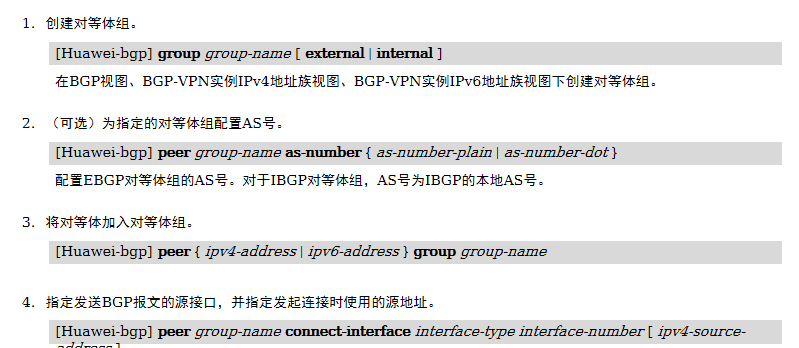 1. 创建对等体组。
[Huawei-bgp] group group-name [ external | internal ]
在BGP视图、BGP-VPN实例IPv4地址族视图、BGP-VPN实例IPv6地址族视图下创建对等体组。
2. （可选）为指定的对等体组配置AS号。
[Huawei-bgp] peer group-name as-number { as-number-plain | as-number-dot }
配置EBGP对等体组的AS号。对于IBGP对等体组，AS号为IBGP的本地AS号。
3. 将对等体加入对等体组。
[Huawei-bgp] peer { ipv4-address | ipv6-address } group group-name
4. 指定发送BGP报文的源接口，并指定发起连接时使用的源地址。
[Huawei-bgp] peer group-name connect-interface interface-type interface-number [ ipv4-source-
address ]